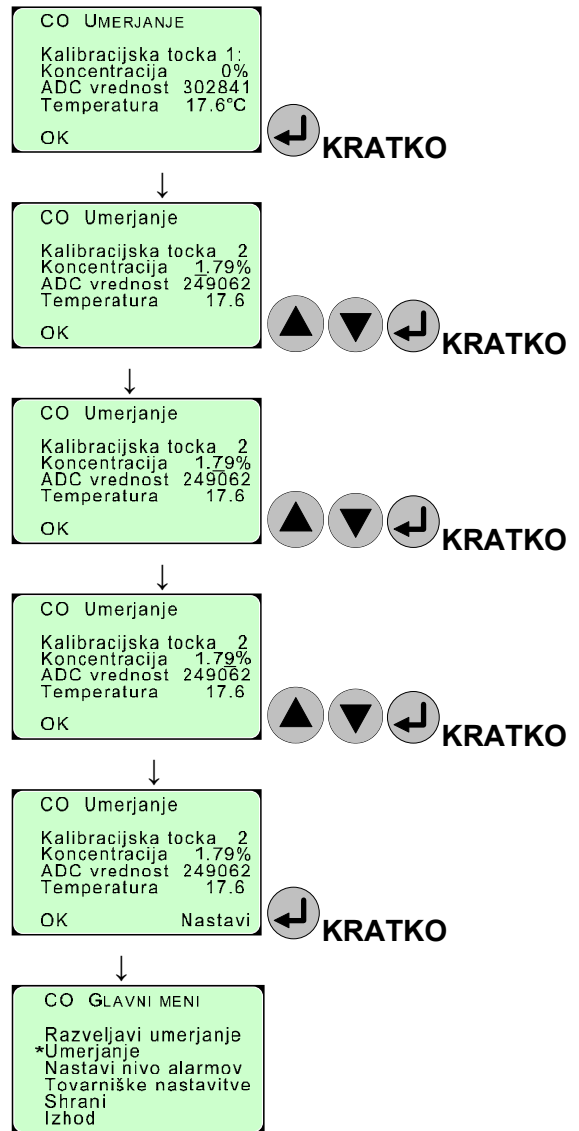 CO UMERJANJE
Kalibracijska tocka 1:
Koncentracija 0%
ADC vrednost 302841
Temperatura 17.6°C
OK
KRATKO
↓
CO Umerjanje
Kalibracijska tocka 2
Koncentracija 1.79%
ADC vrednost 249062
Temperatura 17.6
OK
KRATKO
↓
CO Umerjanje
Kalibracijska tocka 2
Koncentracija 1.79%
ADC vrednost 249062
Temperatura 17.6
OK
KRATKO
↓
CO Umerjanje
Kalibracijska tocka 2
Koncentracija 1.79%
ADC vrednost 249062
Temperatura 17.6
OK
KRATKO
↓
CO Umerjanje
Kalibracijska tocka 2
Koncentracija 1.79%
ADC vrednost 249062
Temperatura 17.6
OK Nastavi
KRATKO
↓
CO GLAVNI MENI
Razveljavi umerjanje
*Umerjanje
Nastavi nivo alarmov
Tovarniške nastavitve
Shrani
Izhod